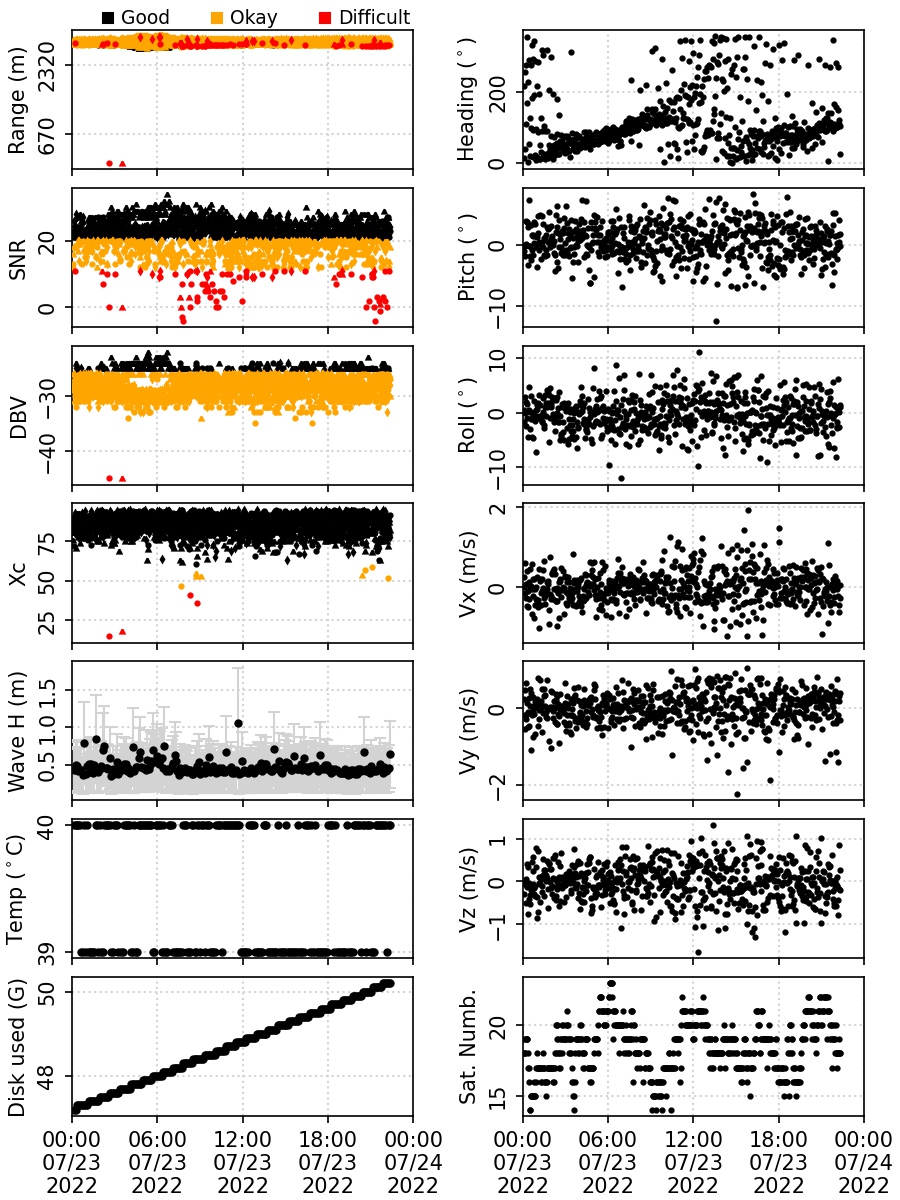 Good Okay Difficult
Range (m)
2320
670
Heading (°)
200
0
SNR
20
0
Pitch (°)
0
−10
DBV
−30
−40
Roll (°)
10
0
−10
Xc
75
50
25
Vx (m/s)
2
0
Wave H (m)
1.5
1.0
0.5
Vy (m/s)
0
−2
Temp (°C)
40
39
Vz (m/s)
1
0
−1
Disk used (G)
50
48
Sat. Numb.
20
15
00:00 06:00 12:00 18:00 00:00
07/23 07/23 07/23 07/23 07/24
2022 2022 2022 2022 2022
00:00 06:00 12:00 18:00 00:00
07/23 07/23 07/23 07/23 07/24
2022 2022 2022 2022 2022